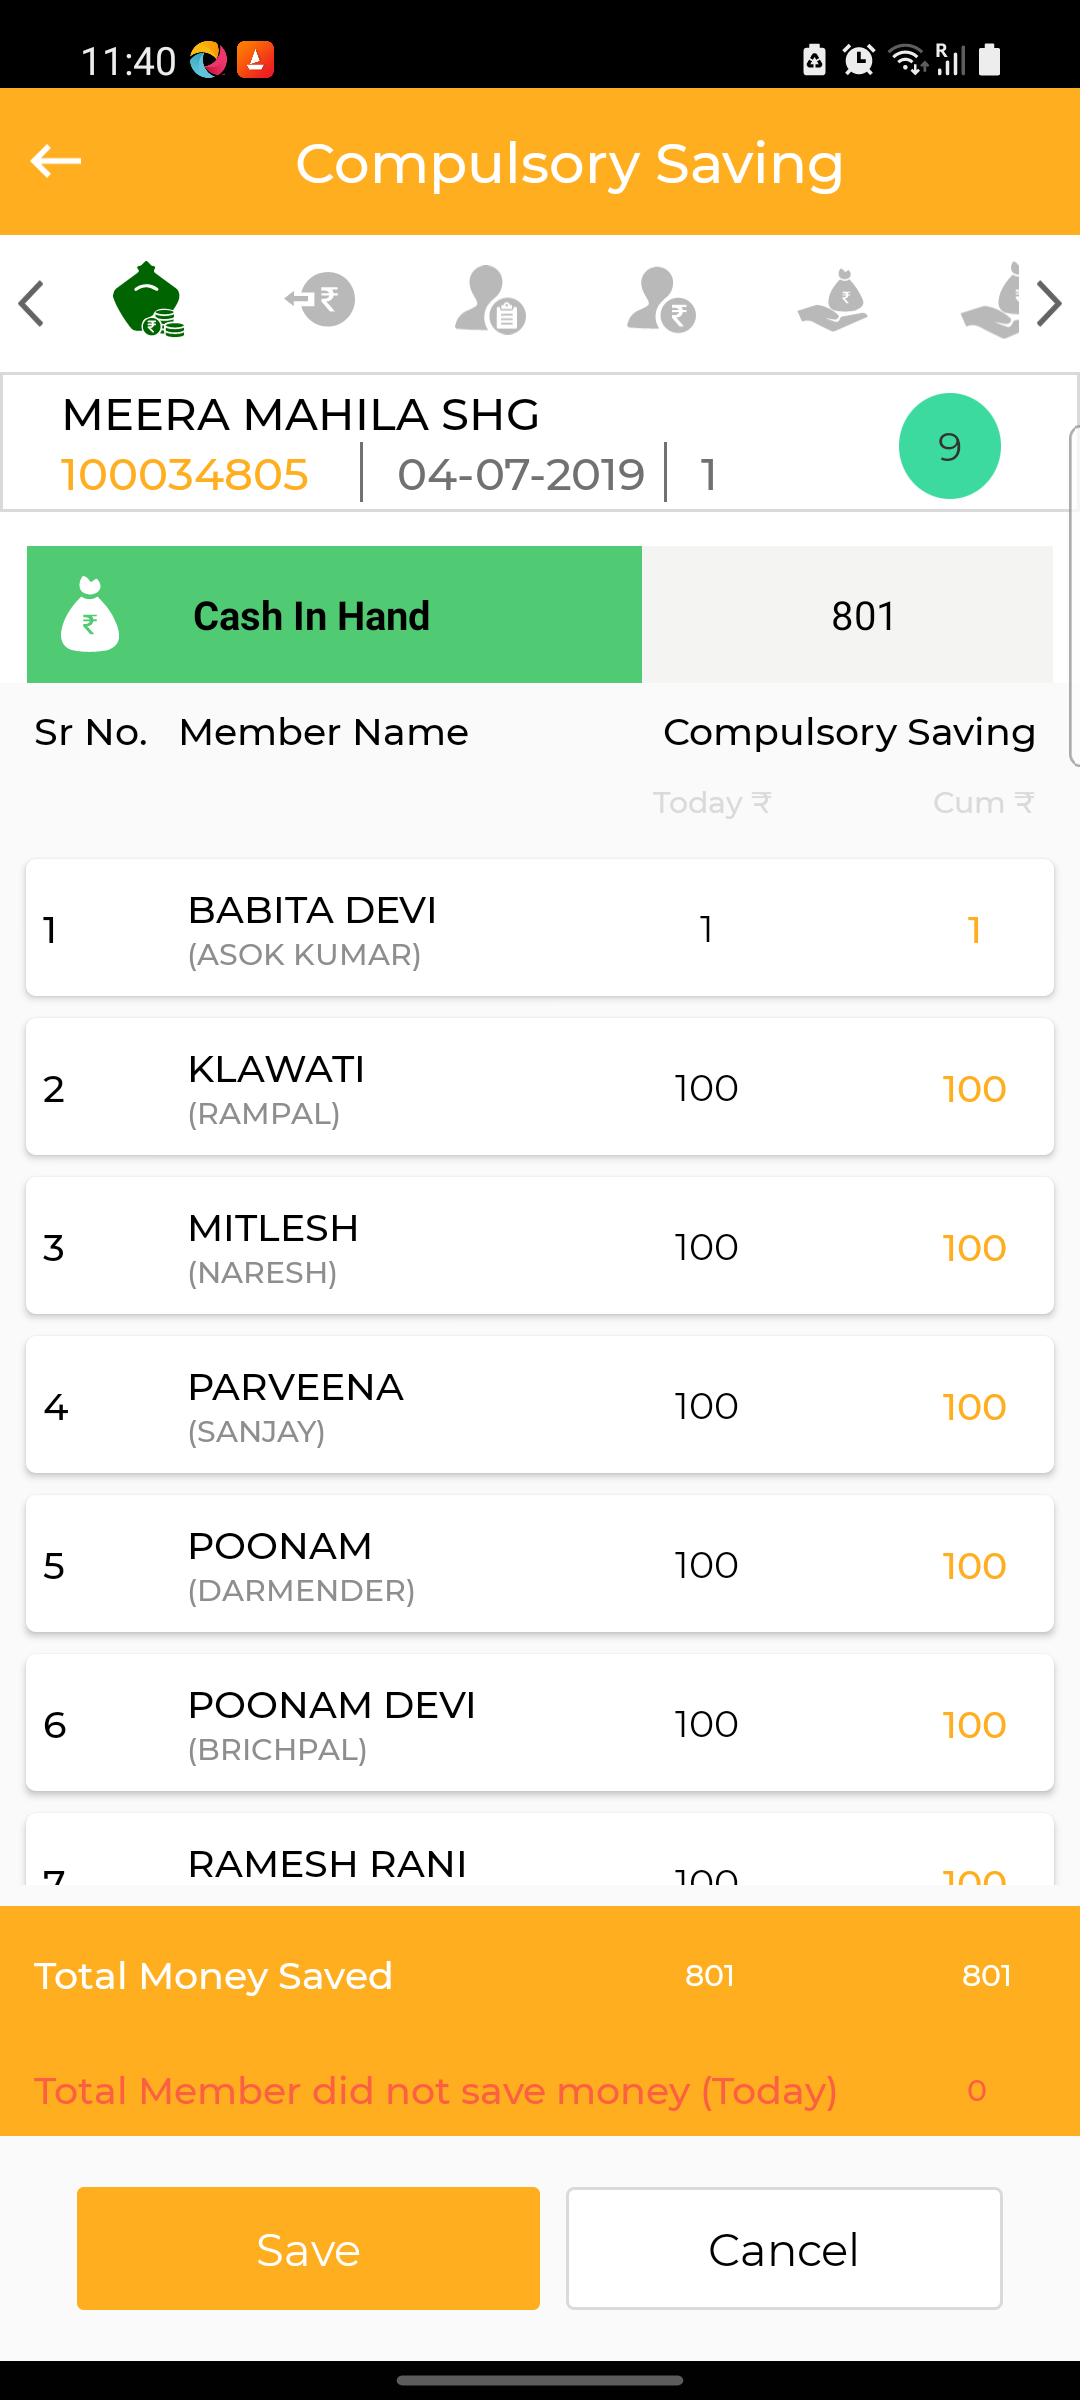 11:40
Compulsory Saving
MEERA MAHILA SHG
100034805 04-07-2019 1
9
Cash In Hand 801
Sr No. Member Name Compulsory Saving
Today ₹ Cum ₹
1 BABITA DEVI 1 1
(ASOK KUMAR)
2 KLAWATI 100 100
(RAMPAL)
3 MITLESH 100 100
(NARESH)
4 PARVEENA 100 100
(SANJAY)
5 POONAM 100 100
(DARMENDER)
6 POONAM DEVI 100 100
(BRICHPAL)
7 RAMESH RANI 100 100
Total Money Saved 801 801
Total Member did not save money (Today) 0
Save Cancel